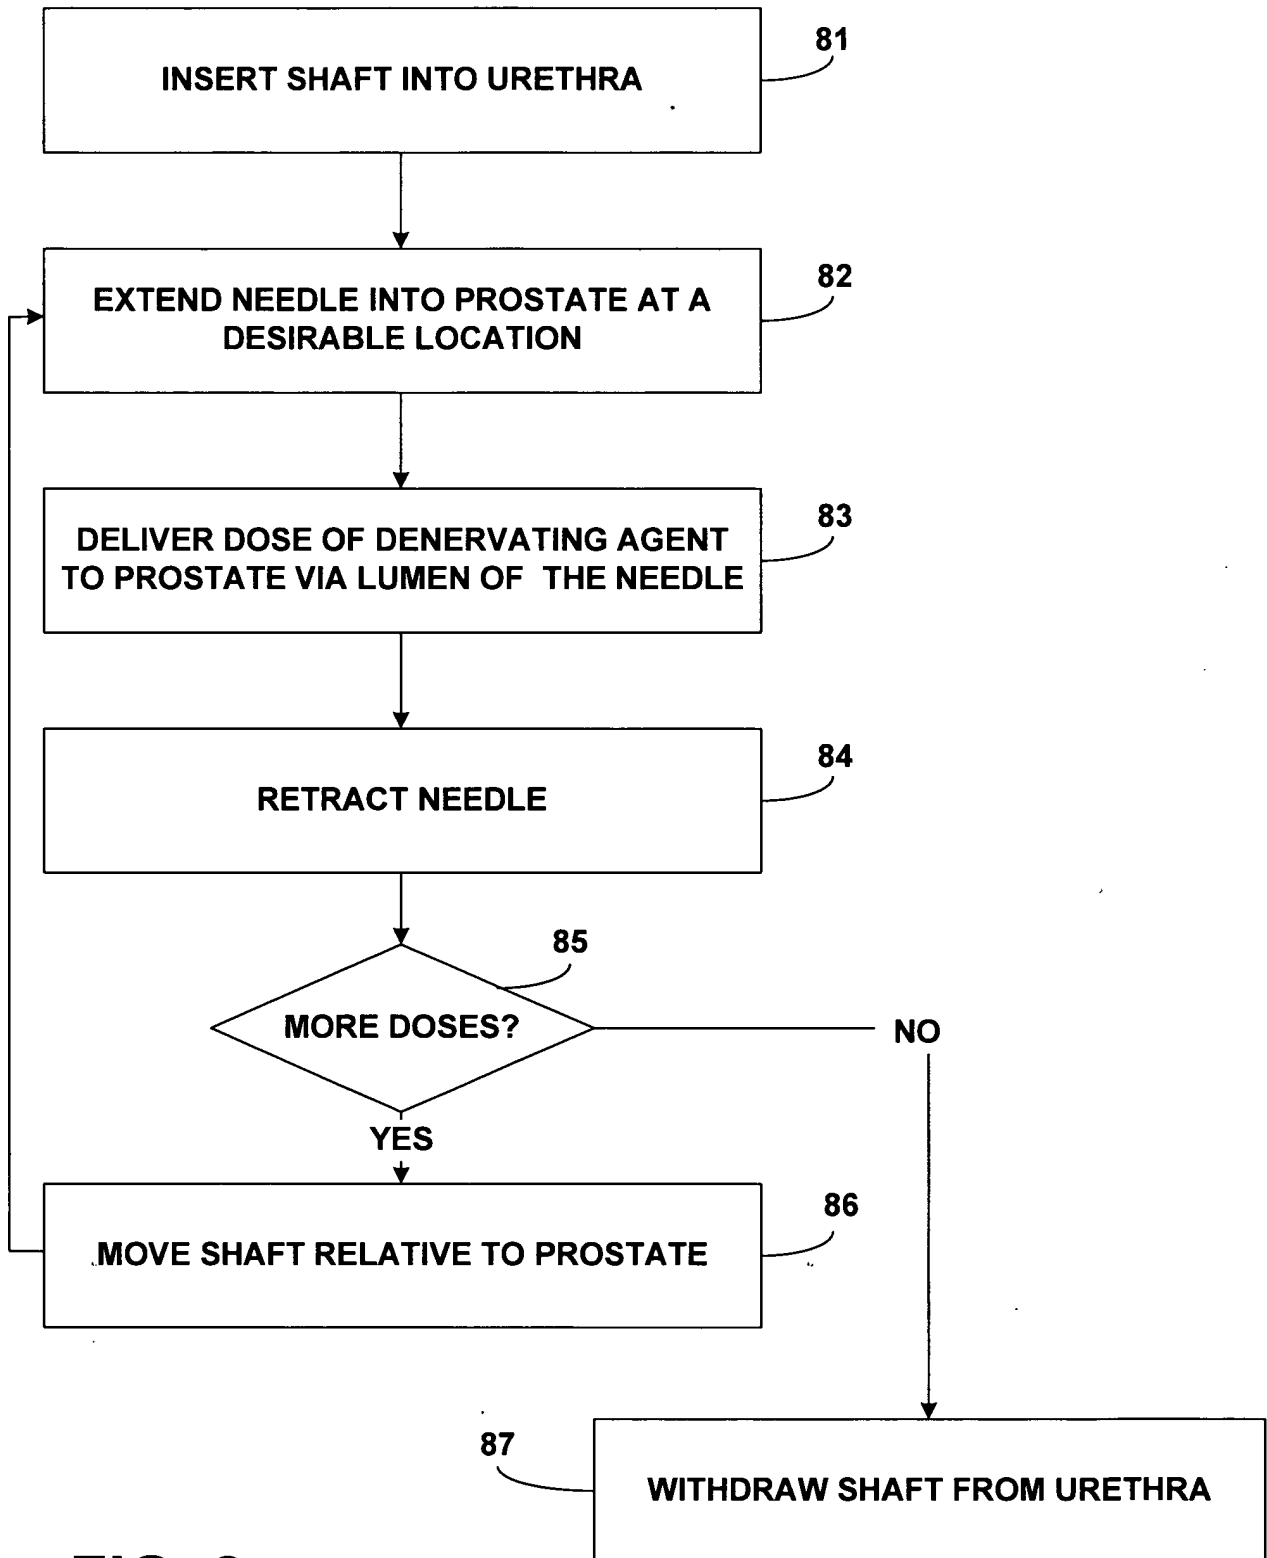 81
INSERT SHAFT INTO URETHRA
82
EXTEND NEEDLE INTO PROSTATE AT A
DESIRABLE LOCATION
83
DELIVER DOSE OF DENERVATING AGENT
TO PROSTATE VIA LUMEN OF THE NEEDLE
84
RETRACT NEEDLE
85
MORE DOSES?
NO
YES
86
MOVE SHAFT RELATIVE TO PROSTATE
87
WITHDRAW SHAFT FROM URETHRA